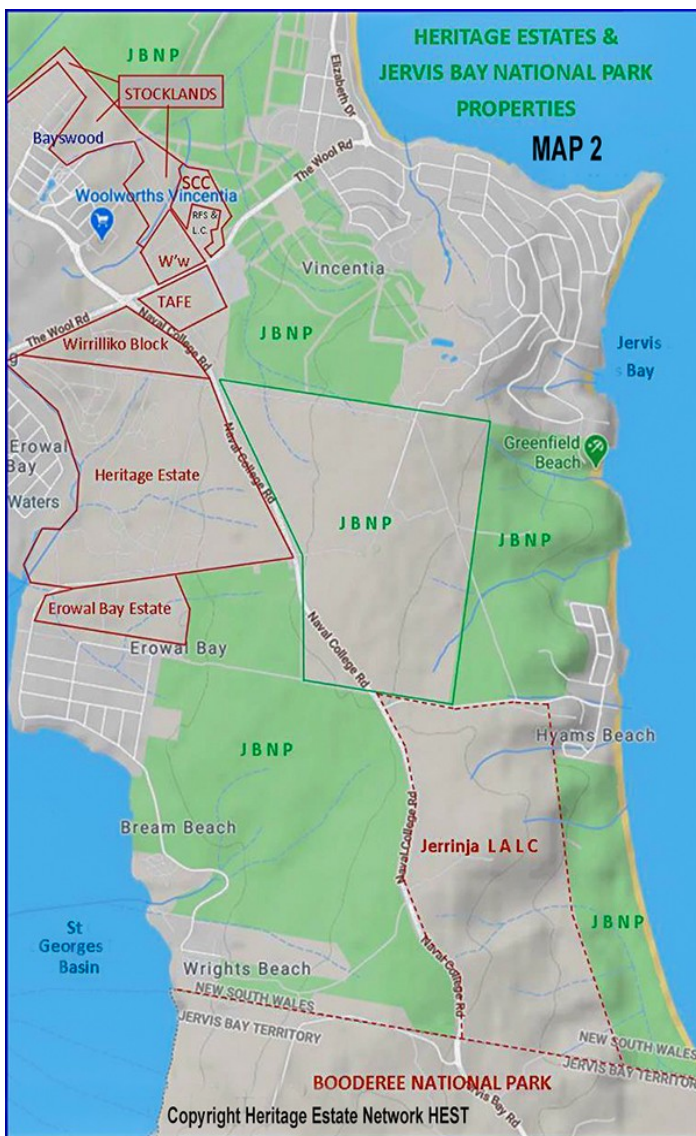 HERITAGE ESTATES &
JERVIS BAY NATIONAL PARK
PROPERTIES
MAP 2
J B N P
STOCKLANDS
Elizabeth Dr
Bayswood
The Wool Rd
SCC
Woolworths Vincentia
RFS &
L.C.
W'w
Vincentia
TAFE
J B N P
The Wool Rd
Naval College Rd
Wirrilliko Block
Jervis
Bay
Erowal
Bay
Waters
Greenfield
Beach
Heritage Estate
Naval College Rd
J B N P
J B N P
Erowal Bay Estate
Erowal Bay
Naval College Rd
Hyams Beach
J B N P
Bream Beach
Naval College Rd
Jerrinja L A L C
J B N P
St
Georges
Basin
Naval College Rd
Wrights Beach
NEW SOUTH WALES
JERVIS BAY TERRITORY
NEW SOUTH WALES
JERVIS BAY TERRITOR
BOODEREE NATIONAL PARK
Jervis Bay Rd
Copyright Heritage Estate Network HEST